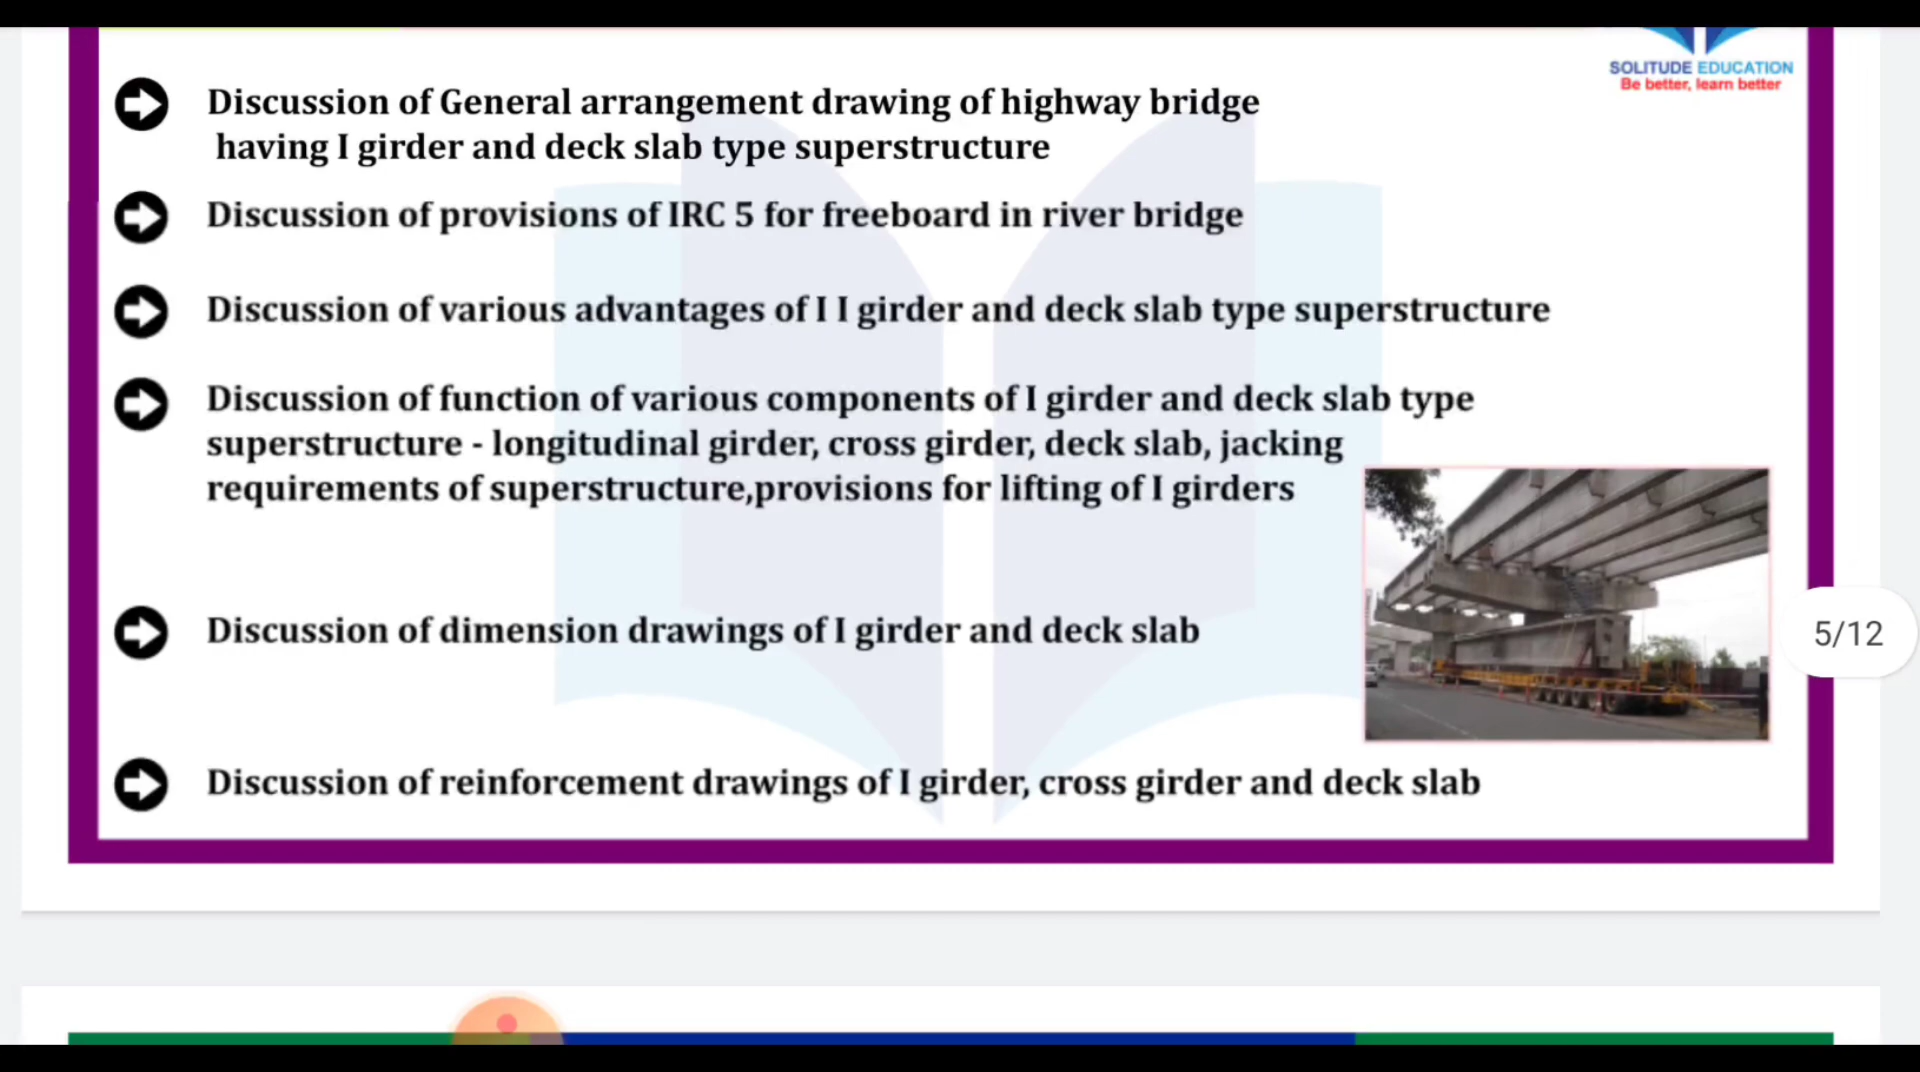 SOLITUDE EDUCATION
Be better, learn better
Discussion of General arrangement drawing of highway bridge
having I girder and deck slab type superstructure
Discussion of provisions of IRC 5 for freeboard in river bridge
Discussion of various advantages of I I girder and deck slab type superstructure
Discussion of function of various components of I girder and deck slab type
superstructure - longitudinal girder, cross girder, deck slab, jacking
requirements of superstructure,provisions for lifting of I girders
Discussion of dimension drawings of I girder and deck slab
5/12
Discussion of reinforcement drawings of I girder, cross girder and deck slab